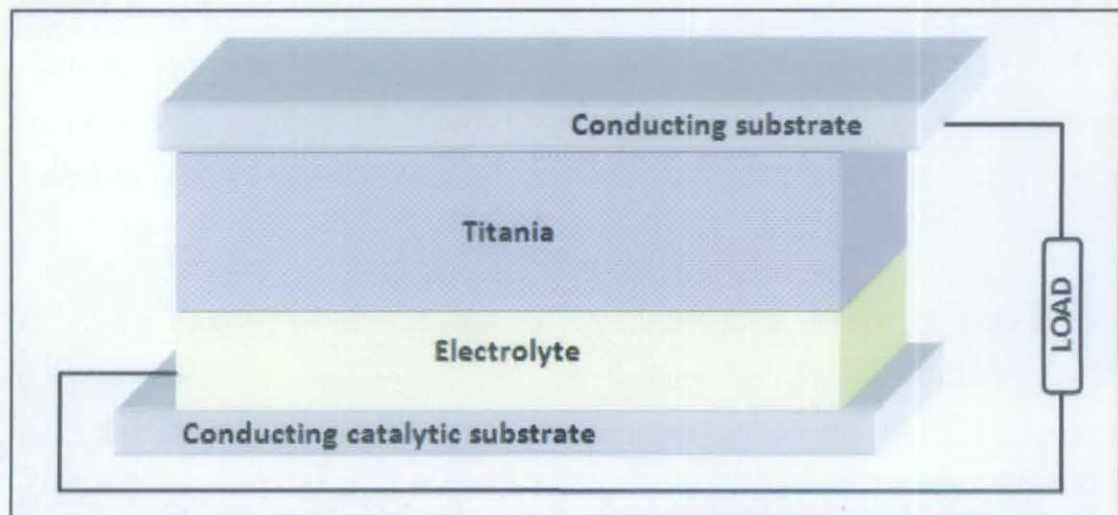 Conducting substrate
Titania
Electrolyte
Conducting catalytic substrate
LOAD